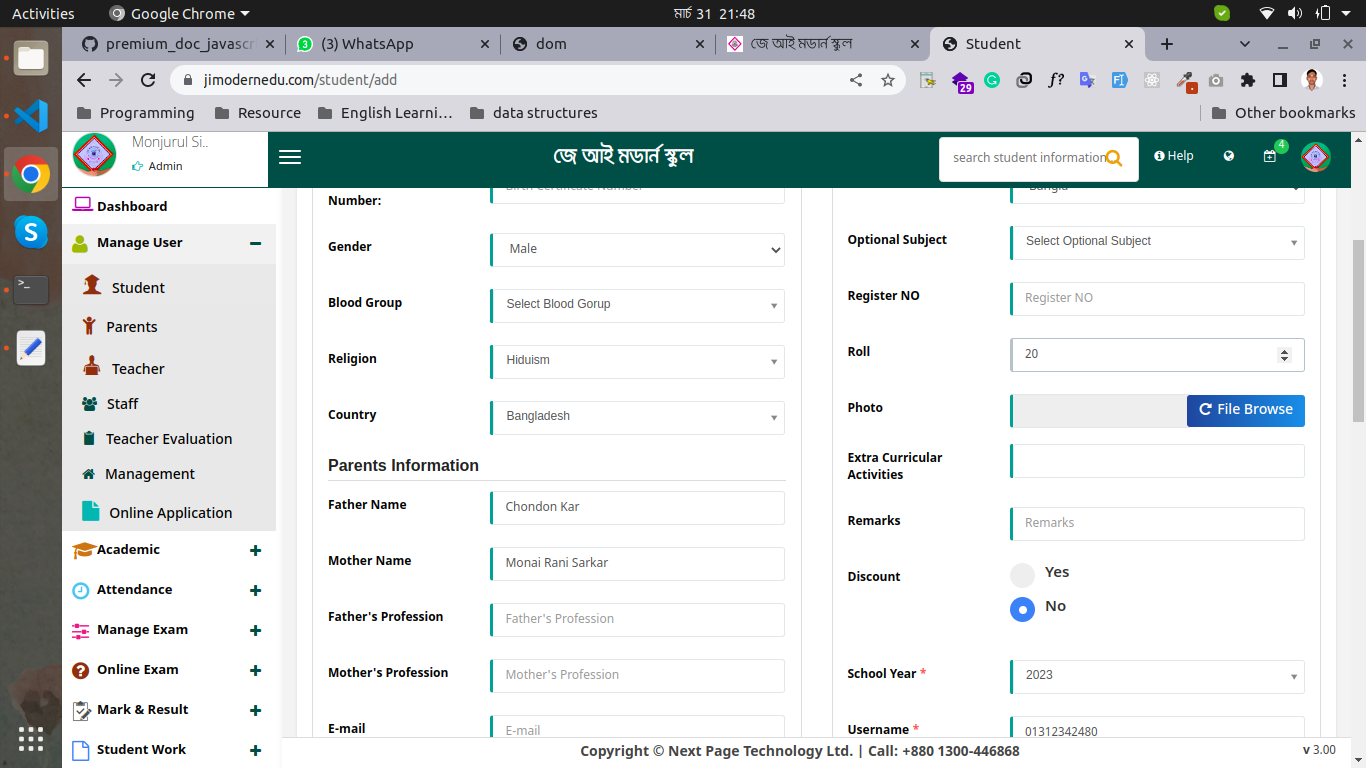 Activities
Google Chrome
মার্চ 31 21:48
premium_doc_javascr
(3) WhatsApp
dom
জে আই মডার্ন স্কুল
Student
jimodernedu.com/student/add
29
Programming
Resource
English Learni...
data structures
Other bookmarks
Monjurul Si..
Admin
জে আই মডার্ন স্কুল
search student information
Help
4
Dashboard
Manage User
Student
Parents
Teacher
Staff
Teacher Evaluation
Management
Online Application
Academic
Attendance
Manage Exam
Online Exam
Mark & Result
Student Work
Birth Certificate Number
Number:
Gender
Male
Blood Group
Select Blood Gorup
Religion
Hiduism
Country
Bangladesh
Parents Information
Father Name
Chondon Kar
Mother Name
Monai Rani Sarkar
Father's Profession
Father's Profession
Mother's Profession
Mother's Profession
E-mail
E-mail
Bangla
Optional Subject
Select Optional Subject
Register NO
Register NO
Roll
20
Photo
File Browse
Extra Curricular
Activities
Remarks
Remarks
Discount
Yes
No
School Year *
2023
Username *
01312342480
Copyright © Next Page Technology Ltd. | Call: +880 1300-446868
v 3.00